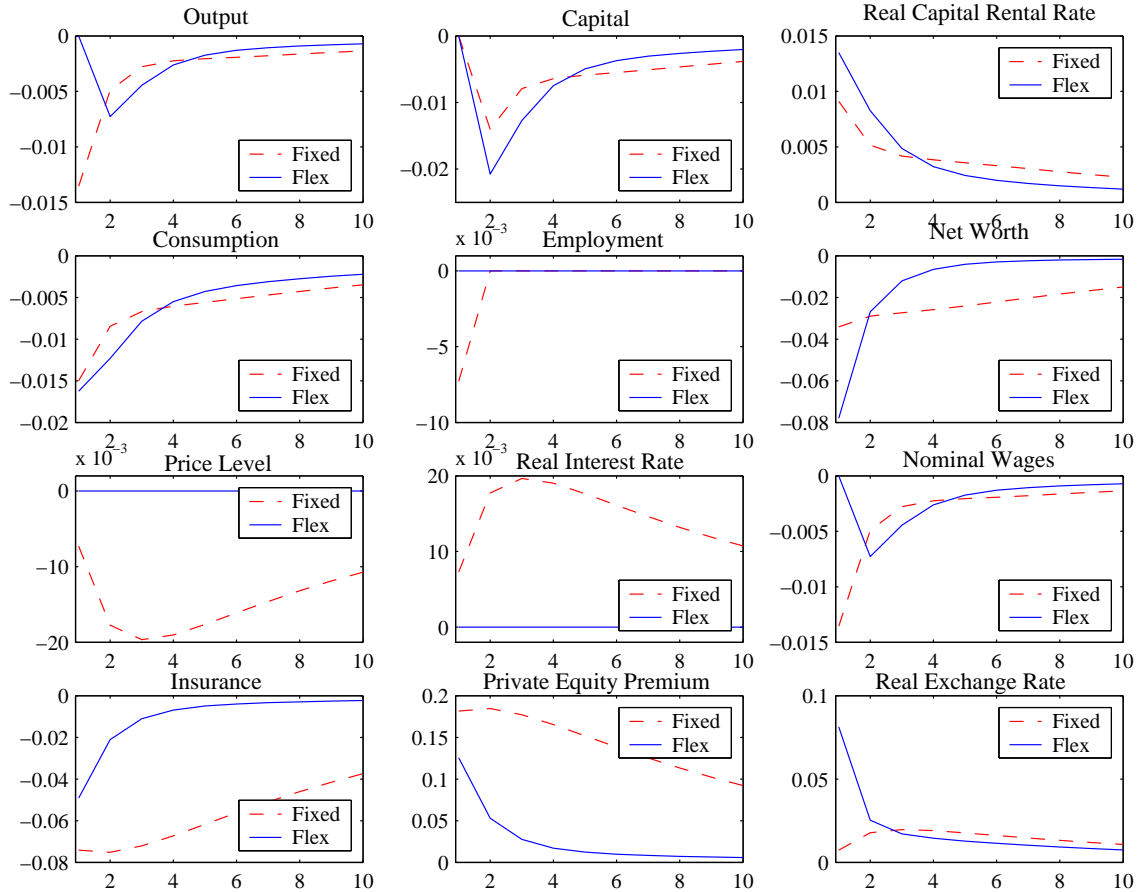 Output
0
−0.005
−0.01
−0.015
2 4 6 8 10
Fixed
Flex
Capital
0
−0.01
−0.02
2 4 6 8 10
Fixed
Flex
Real Capital Rental Rate
0.015
0.01
0.005
0
2 4 6 8 10
Fixed
Flex
Consumption
0
−0.005
−0.01
−0.015
−0.02
2 4 6 8 10
Fixed
Flex
x 10−3
Employment
0
−5
−10
2 4 6 8 10
Fixed
Flex
Net Worth
0
−0.02
−0.04
−0.06
−0.08
2 4 6 8 10
Fixed
Flex
x 10−3
Price Level
0
−10
−20
2 4 6 8 10
Fixed
Flex
x 10−3
Real Interest Rate
20
10
0
2 4 6 8 10
Fixed
Flex
Nominal Wages
0
−0.005
−0.01
−0.015
2 4 6 8 10
Fixed
Flex
Insurance
0
−0.02
−0.04
−0.06
−0.08
2 4 6 8 10
Fixed
Flex
Private Equity Premium
0.2
0.15
0.1
0.05
0
2 4 6 8 10
Fixed
Flex
Real Exchange Rate
0.1
0.05
0
2 4 6 8 10
Fixed
Flex